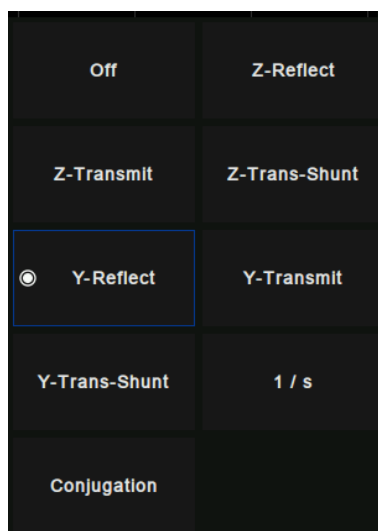 Off
Z-Reflect
Z-Transmit
Z-Trans-Shunt
Y-Reflect
Y-Transmit
Y-Trans-Shunt
1 / s
Conjugation